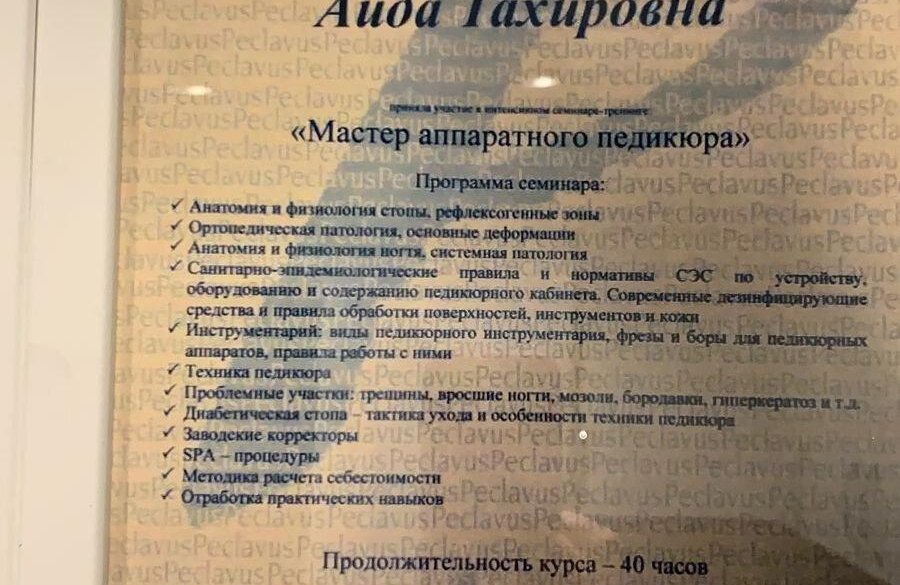 Аида Тахировна
приняла участие в интенсивном семинаре-тренинге
«Мастер аппаратного педикюра»
Программа семинара:
✓ Анатомия и физиология стопы, рефлексогенные зоны
✓ Ортопедическая патология, основные деформации
✓ Анатомия и физиология ногтя, системная патология
✓ Санитарно-эпидемиологические правила и нормативы СЭС по устройству,
оборудованию и содержанию педикюрного кабинета. Современные дезинфицирующие
средства и правила обработки поверхностей, инструментов и кожи
✓ Инструментарий: виды педикюрного инструментария, фрезы и боры для педикюрных
аппаратов, правила работы с ними
✓ Техника педикюра
✓ Проблемные участки: трещины, вросшие ногти, мозоли, бородавки, гиперкератоз и т.д.
✓ Диабетическая стопа – тактика ухода и особенности техники педикюра
✓ Заводские корректоры
✓ SPA – процедуры
✓ Методика расчета себестоимости
✓ Отработка практических навыков
Продолжительность курса – 40 часов